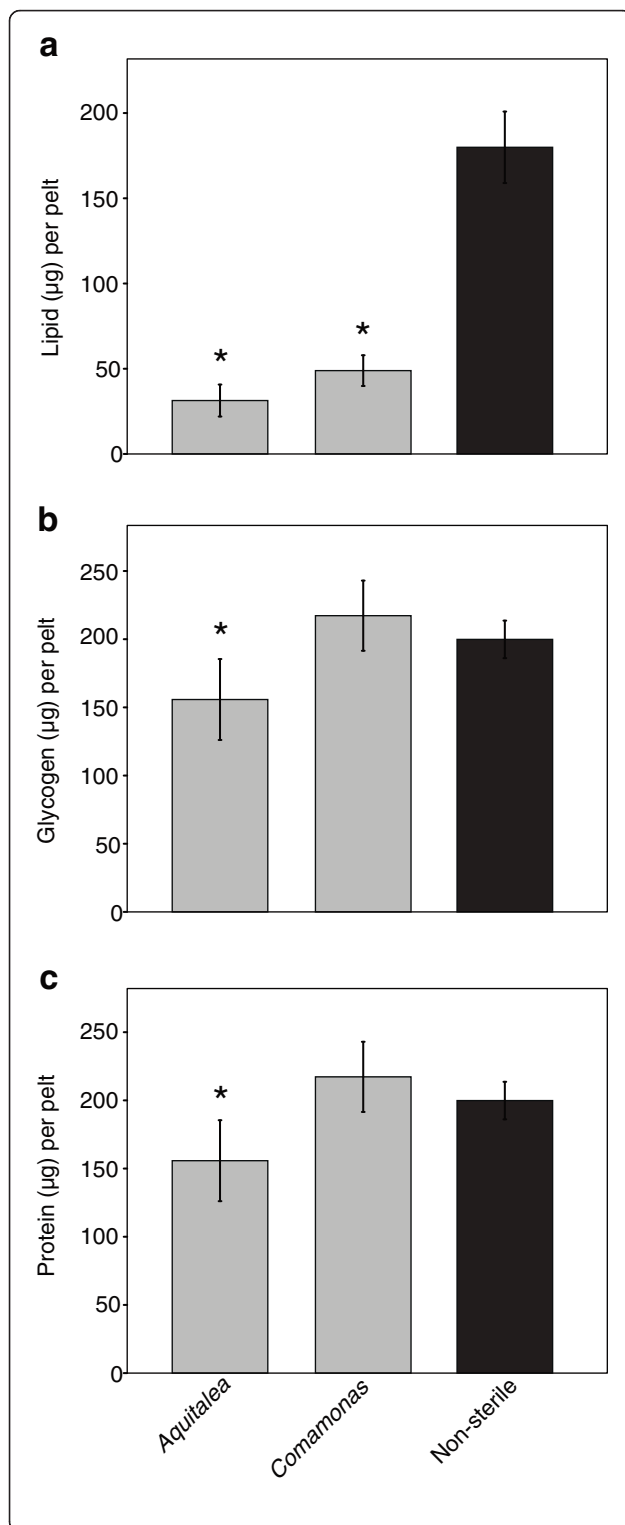 a
200
150
100
50
0
Lipid (µg) per pelt
*
*
b
250
200
150
100
50
0
Glycogen (µg) per pelt
*
c
250
200
150
100
50
0
Protein (µg) per pelt
*
Aquitalea
Comamonas
Non-sterile